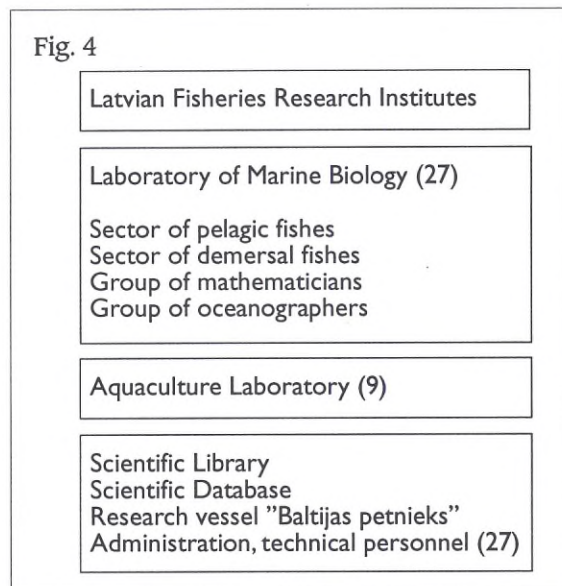 Fig. 4
Latvian Fisheries Research Institutes
Laboratory of Marine Biology (27)
Sector of pelagic fishes
Sector of demersal fishes
Group of mathematicians
Group of oceanographers
Aquaculture Laboratory (9)
Scientific Library
Scientific Database
Research vessel ”Baltijas petnieks”
Administration, technical personnel (27)